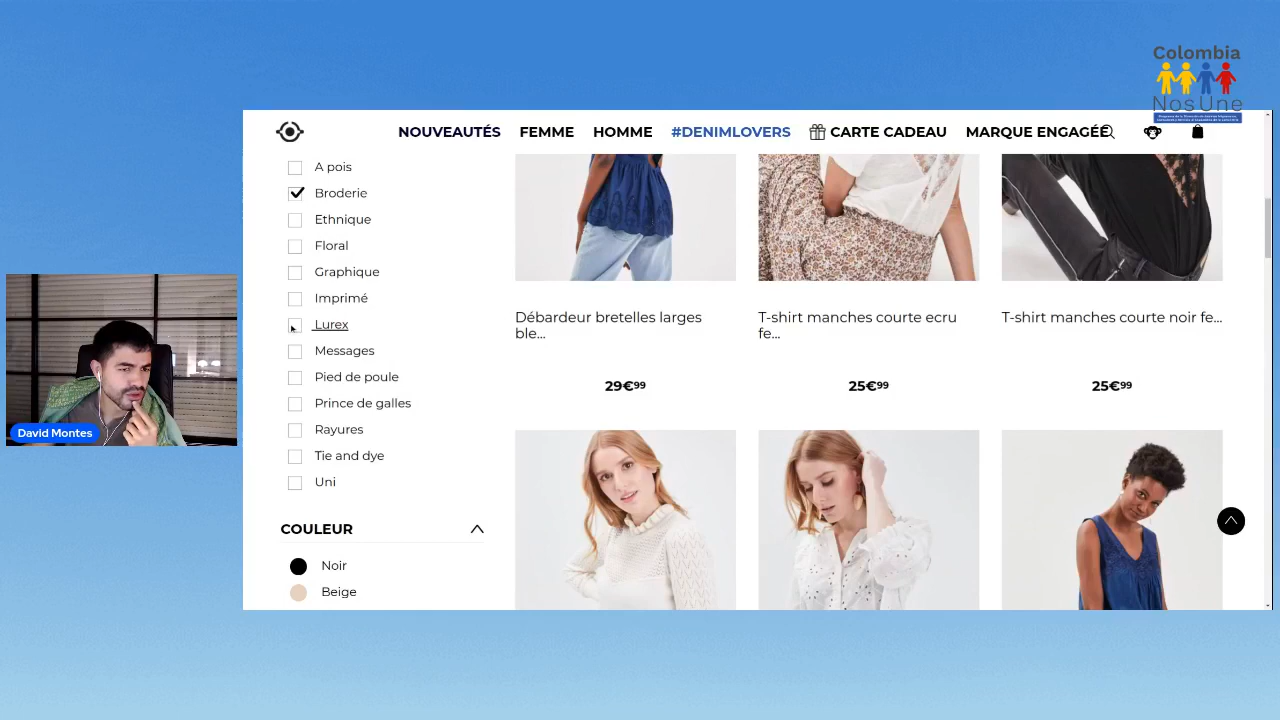 Colombia
NosUne
NOUVEAUTÉS FEMME HOMME #DENIMLOVERS CARTE CADEAU MARQUE ENGAGÉE
A pois
Broderie
Ethnique
Floral
Graphique
Imprimé
Lurex
Messages
Pied de poule
Prince de galles
Rayures
Tie and dye
Uni
COULEUR
Noir
Beige
Débardeur bretelles larges
ble...
29€99
T-shirt manches courte ecru
fe...
25€99
T-shirt manches courte noir fe...
25€99
David Montes